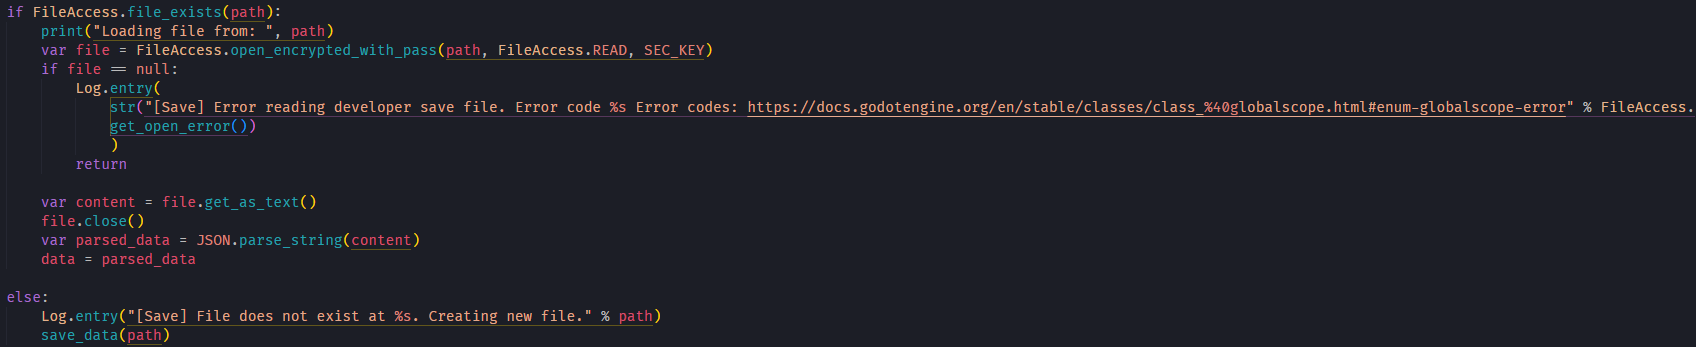 if FileAccess.file_exists(path):
print("Loading file from: ", path)
var file = FileAccess.open_encrypted_with_pass(path, FileAccess.READ, SEC_KEY)
if file == null:
Log.entry(
str("[Save] Error reading developer save file. Error code %s Error codes: https://docs.godotengine.org/en/stable/classes/class_%40globalscope.html#enum-globalscope-error" % FileAccess.
get_open_error())
)
return
var content = file.get_as_text()
file.close()
var parsed_data = JSON.parse_string(content)
data = parsed_data
else:
Log.entry("[Save] File does not exist at %s. Creating new file." % path)
save_data(path)